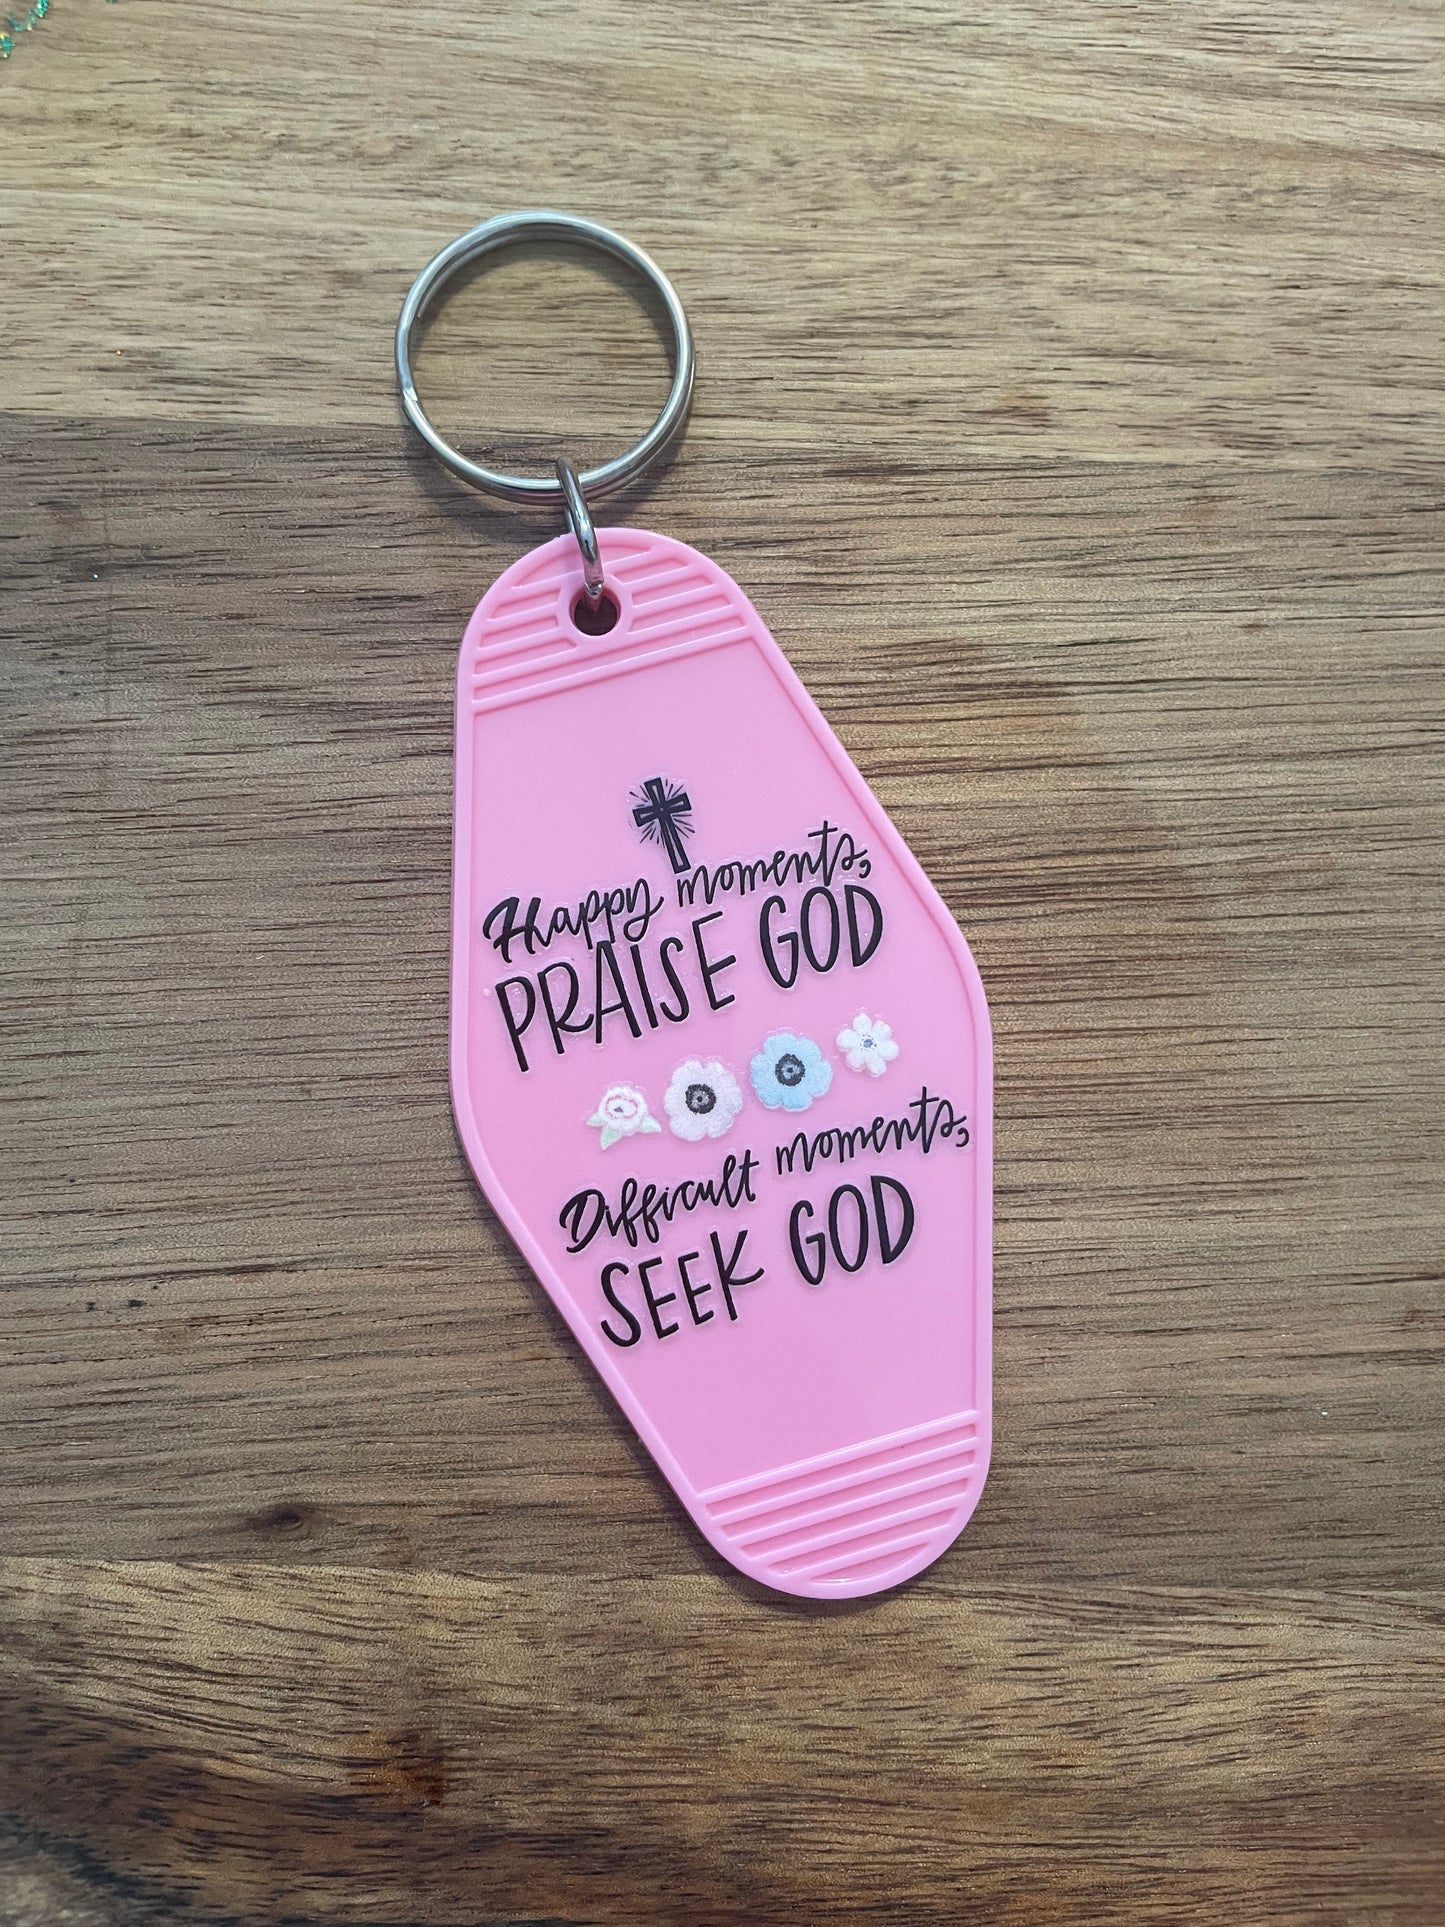 Happy moments,
PRAISE GOD
Difficult moments,
SEEK GOD